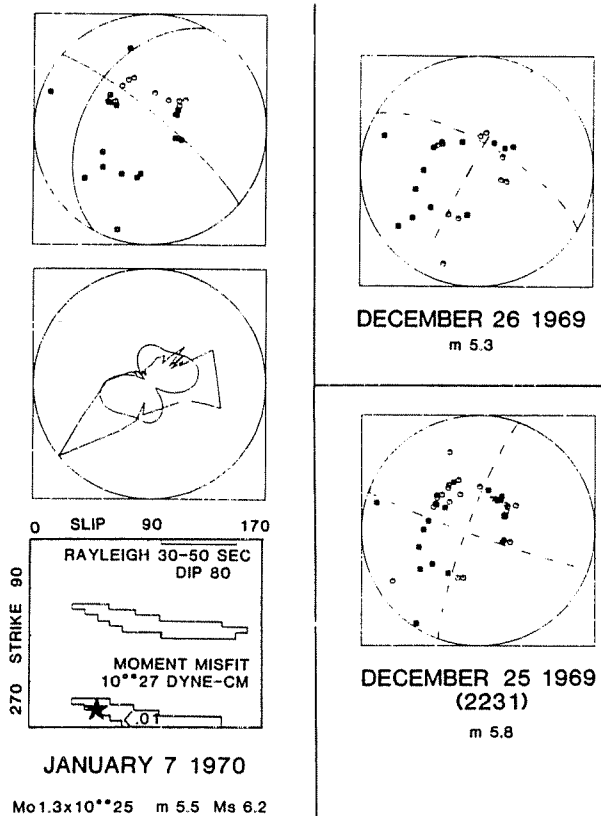 0 SLIP 90 170
RAYLEIGH 30-50 SEC
DIP 80
270 STRIKE 90
MOMENT MISFIT
10**27 DYNE-CM
<.01
JANUARY 7 1970
Mo1.3x10**25 m 5.5 Ms 6.2
DECEMBER 26 1969
m 5.3
DECEMBER 25 1969
(2231)
m 5.8